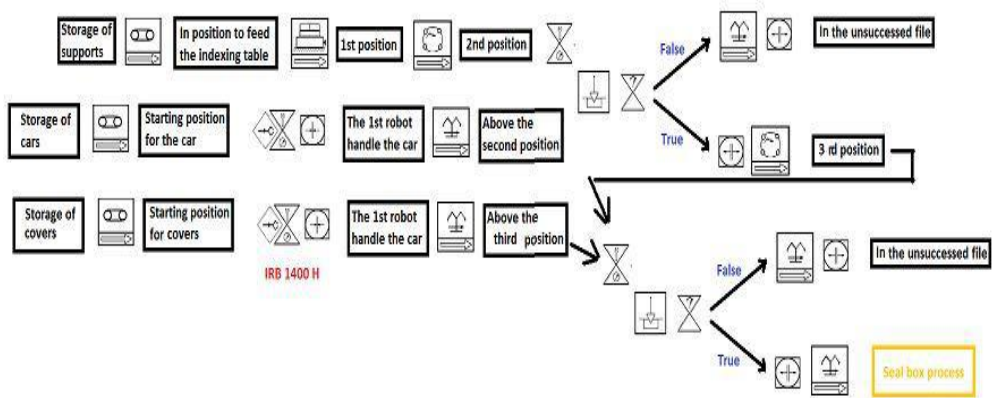 Storage of
supports
In position to feed
the indexing table
1st position
2nd position
False
In the unsuccessed file
Storage of
cars
Starting position
for the car
The 1st robot
handle the car
Above the
second position
True
3 rd position
Storage of
covers
Starting position
for covers
The 1st robot
handle the car
Above the
third position
IRB 1400 H
False
In the unsuccessed file
True
Seal box process